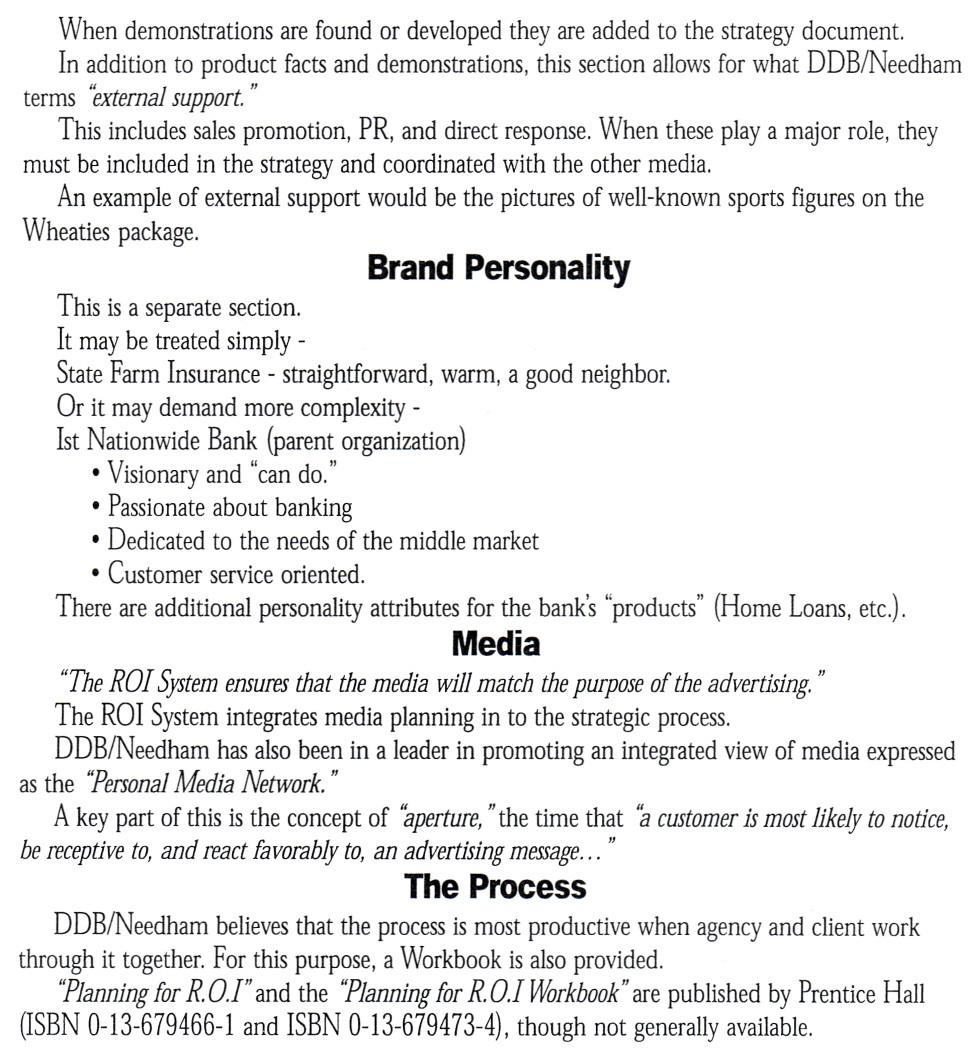 When demonstrations are found or developed they are added to the strategy document.
In addition to product facts and demonstrations, this section allows for what DDB/Needham
terms “external support.”
This includes sales promotion, PR, and direct response. When these play a major role, they
must be included in the strategy and coordinated with the other media.
An example of external support would be the pictures of well-known sports figures on the
Wheaties package.
Brand Personality
This is a separate section.
It may be treated simply -
State Farm Insurance - straightforward, warm, a good neighbor.
Or it may demand more complexity -
Ist Nationwide Bank (parent organization)
• Visionary and “can do.”
• Passionate about banking
• Dedicated to the needs of the middle market
• Customer service oriented.
There are additional personality attributes for the bank's “products” (Home Loans, etc.).
Media
“The ROI System ensures that the media will match the purpose of the advertising.”
The ROI System integrates media planning in to the strategic process.
DDB/Needham has also been in a leader in promoting an integrated view of media expressed
as the “Personal Media Network.”
A key part of this is the concept of “aperture,” the time that “a customer is most likely to notice,
be receptive to, and react favorably to, an advertising message...”
The Process
DDB/Needham believes that the process is most productive when agency and client work
through it together. For this purpose, a Workbook is also provided.
“Planning for R.O.I” and the “Planning for R.O.I Workbook” are published by Prentice Hall
(ISBN 0-13-679466-1 and ISBN 0-13-679473-4), though not generally available.